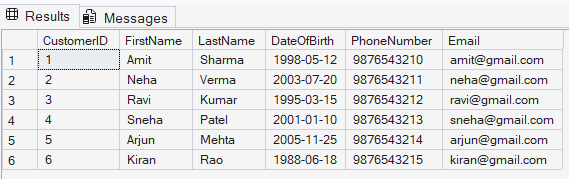 Results Messages
CustomerID FirstName LastName DateOfBirth PhoneNumber Email
1 1 Amit Sharma 1998-05-12 9876543210 amit@gmail.com
2 2 Neha Verma 2003-07-20 9876543211 neha@gmail.com
3 3 Ravi Kumar 1995-03-15 9876543212 ravi@gmail.com
4 4 Sneha Patel 2001-01-10 9876543213 sneha@gmail.com
5 5 Arjun Mehta 2005-11-25 9876543214 arjun@gmail.com
6 6 Kiran Rao 1988-06-18 9876543215 kiran@gmail.com